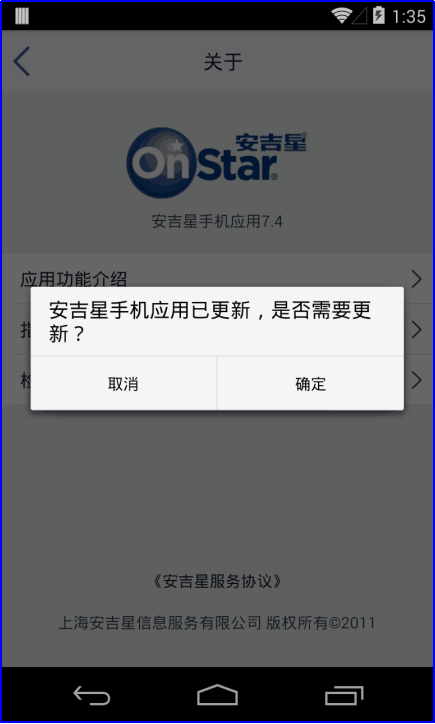 1:35
关于
安吉星
OnStar®
安吉星手机应用7.4
应用功能介绍
安吉星手机应用已更新，是否需要更
新？
取消
确定
《安吉星服务协议》
上海安吉星信息服务有限公司 版权所有©2011